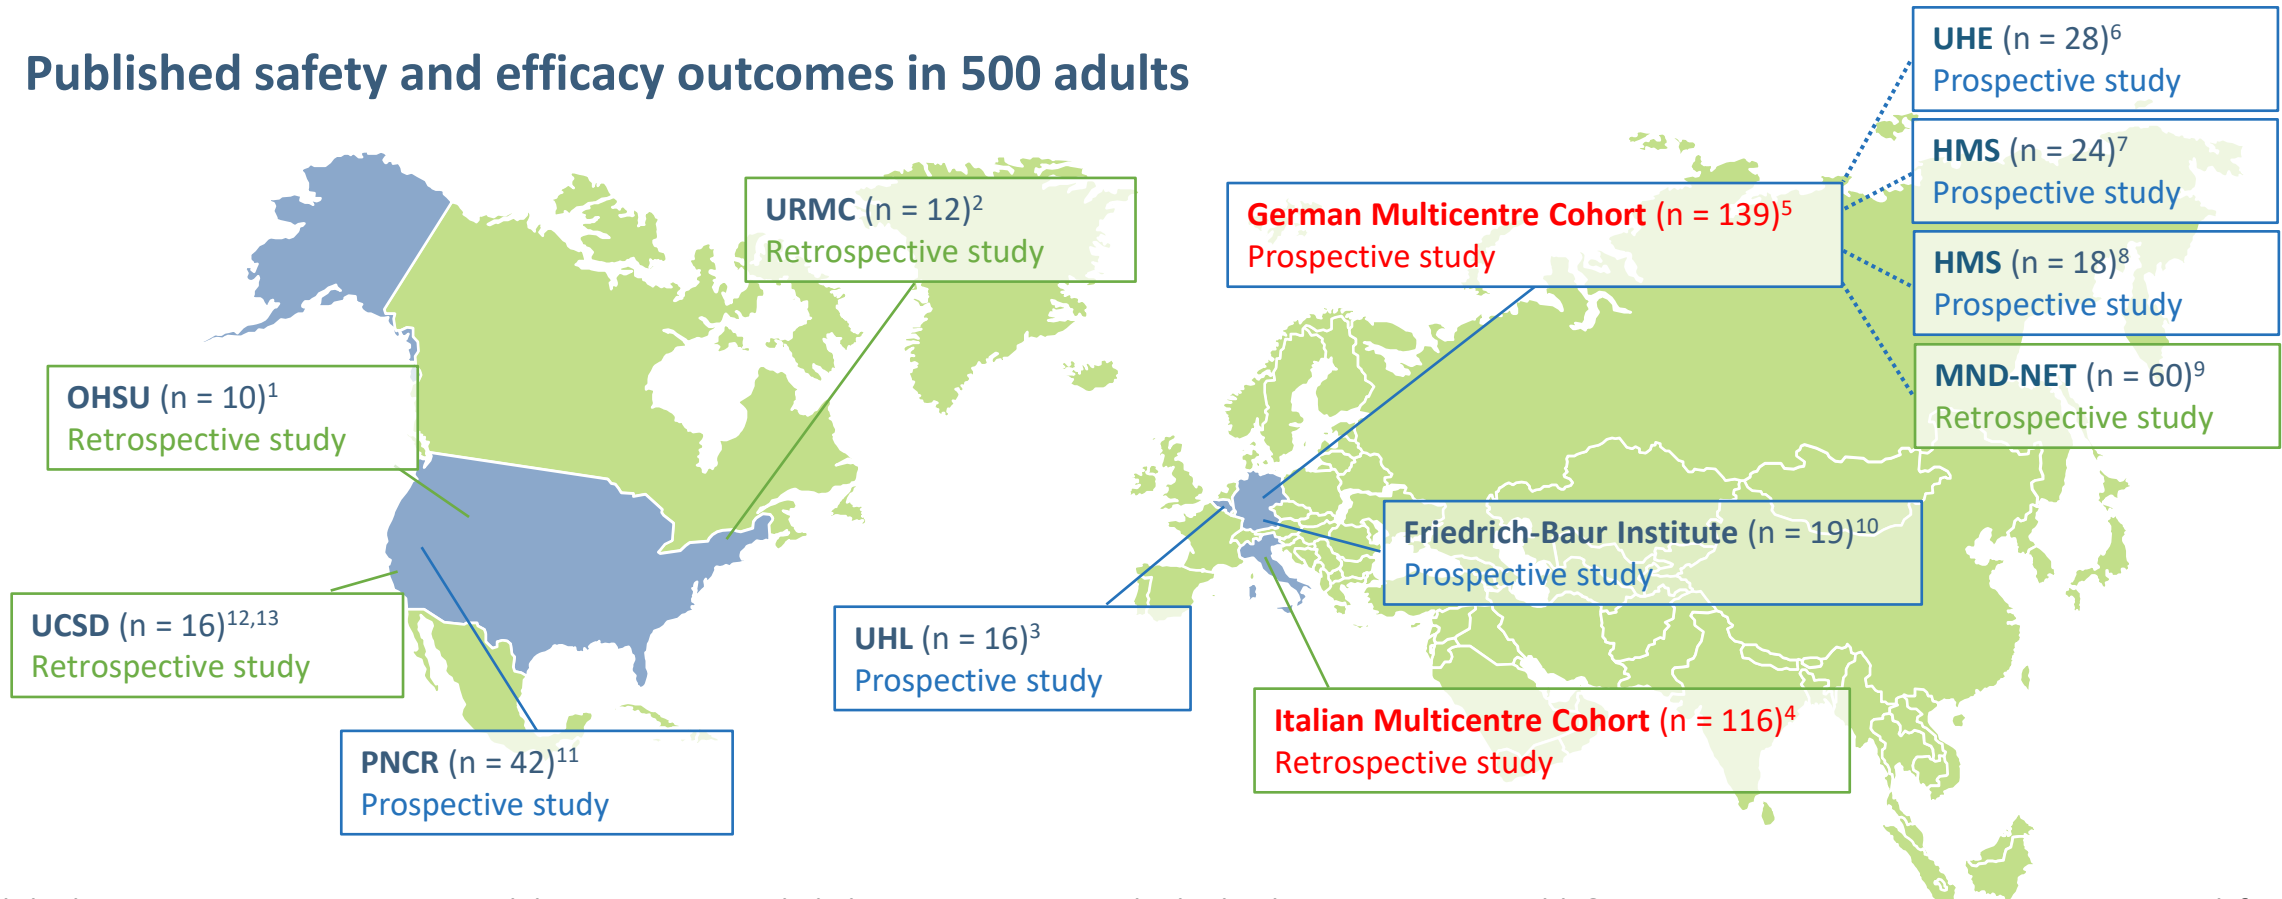 Published safety and efficacy outcomes in 500 adults
UHE (n = 28)6
Prospective study
HMS (n = 24)7
Prospective study
URMC (n = 12)2
Retrospective study
German Multicentre Cohort (n = 139)5
Prospective study
HMS (n = 18)8
Prospective study
MND-NET (n = 60)9
Retrospective study
OHSU (n = 10)1
Retrospective study
Friedrich-Baur Institute (n = 19)10
Prospective study
UCSD (n = 16)12,13
Retrospective study
UHL (n = 16)3
Prospective study
Italian Multicentre Cohort (n = 116)4
Retrospective study
PNCR (n = 42)11
Prospective study